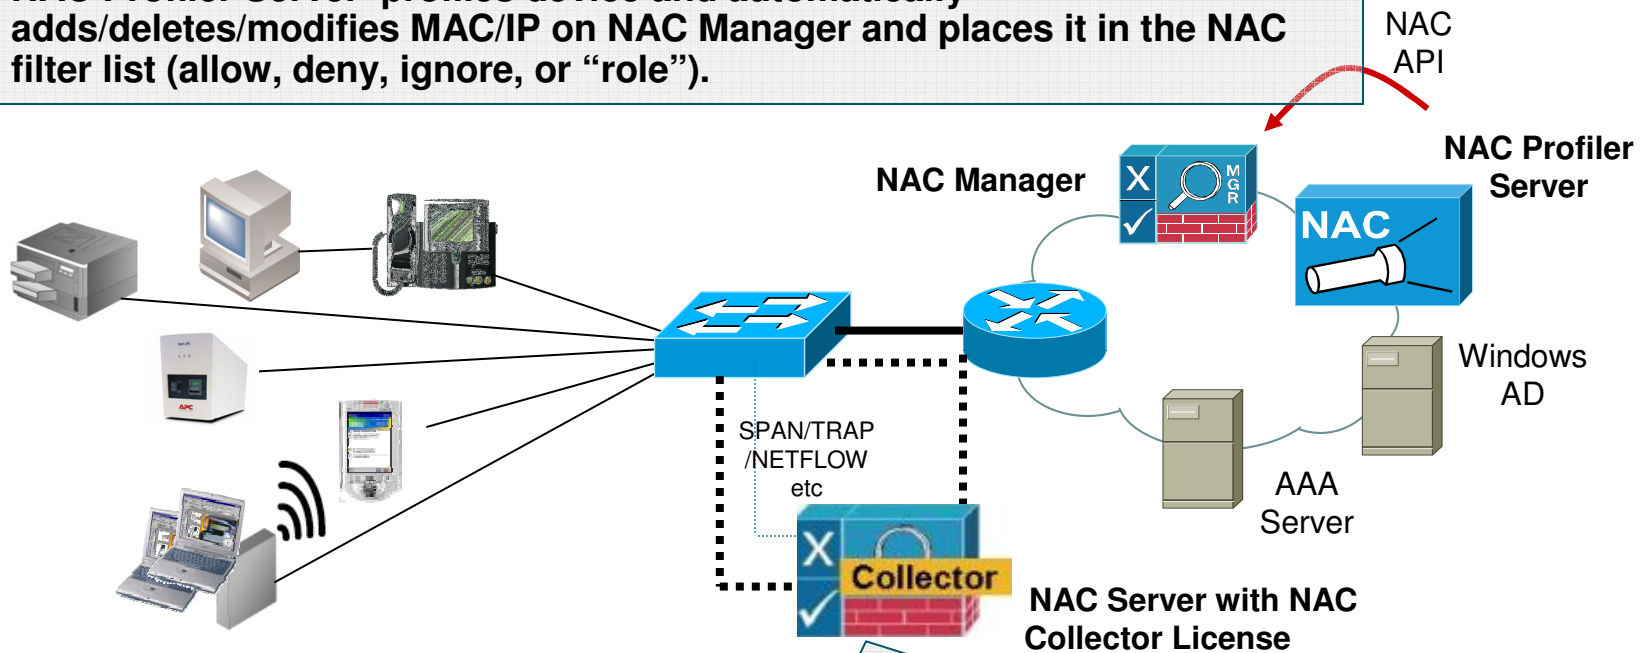 adds/deletes/modifies MAC/IP on NAC Manager and places it in the NAC
filter list (allow, deny, ignore, or “role”).
NAC
API
NAC Manager
MGR
NAC Profiler
Server
NAC
Windows
AD
SPAN/TRAP
/NETFLOW
etc
AAA
Server
APC
Collector
NAC Server with NAC
Collector License